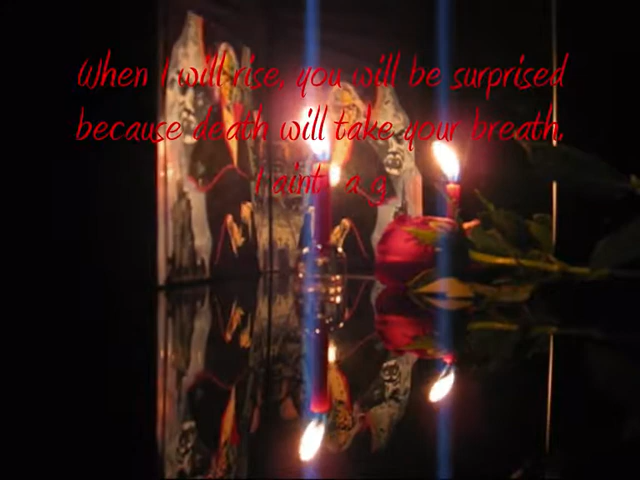 When I will rise, you will be surprised
because death will take your breath.
I aint a g